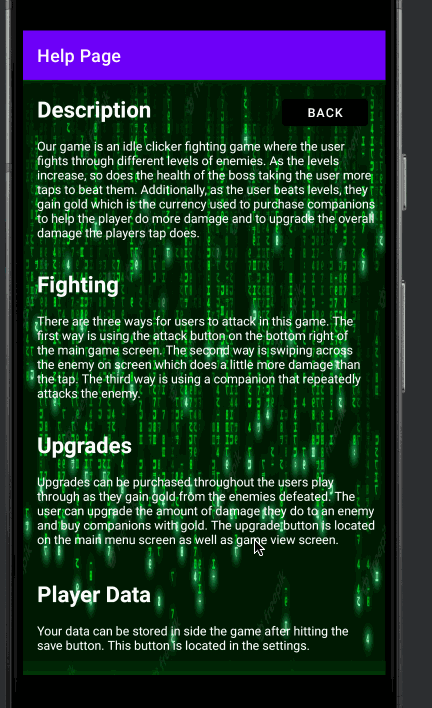 Help Page
Description
BACK
Our game is an idle clicker fighting game where the user
fights through different levels of enemies. As the levels
increase, so does the health of the boss taking the user more
taps to beat them. Additionally, as the user beats levels, they
gain gold which is the currency used to purchase companions
to help the player do more damage and to upgrade the overall
damage the players tap does.
Fighting
There are three ways for users to attack in this game. The
first way is using the attack button on the bottom right of
the main game screen. The second way is swiping across
the enemy on screen which does a little more damage than
the tap. The third way is using a companion that repeatedly
attacks the enemy.
Upgrades
Upgrades can be purchased throughout the users play
through as they gain gold from the enemies defeated. The
user can upgrade the amount of damage they do to an enemy
and buy companions with gold. The upgrade button is located
on the main menu screen as well as game view screen.
Player Data
Your data can be stored in side the game after hitting the
save button. This button is located in the settings.